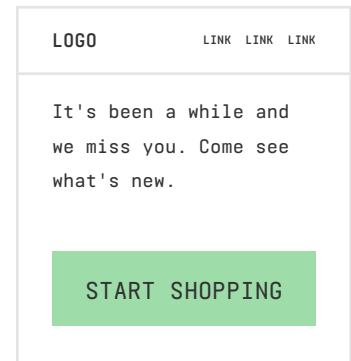 LOGO LINK LINK LINK
It's been a while and
we miss you. Come see
what's new.
START SHOPPING